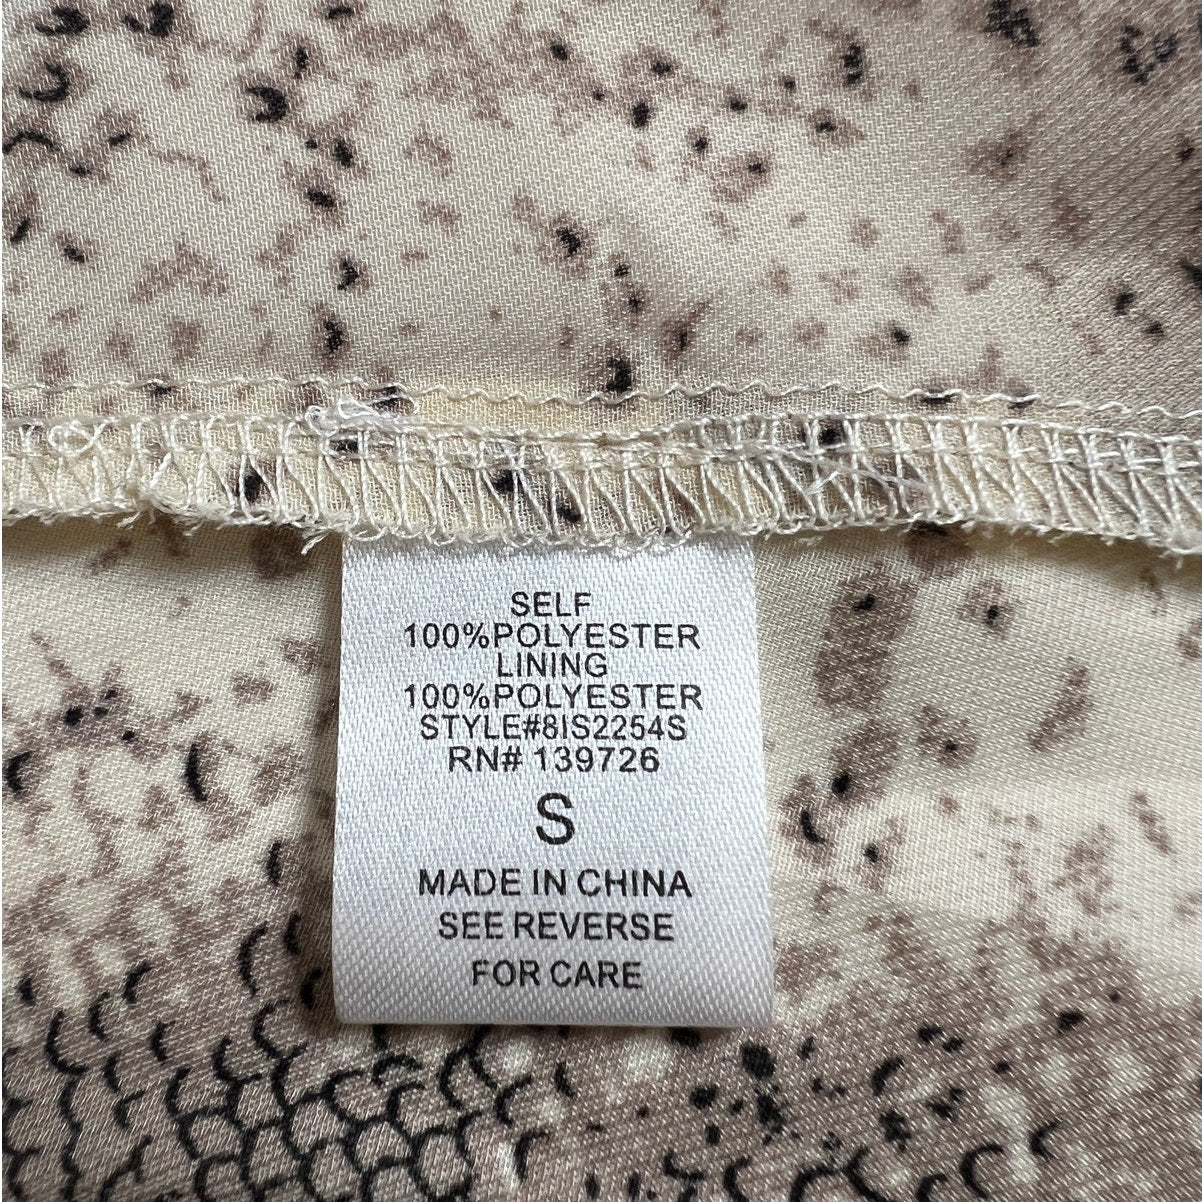 SELF
100%POLYESTER
LINING
100%POLYESTER
STYLE#8IS2254S
RN# 139726
S
MADE IN CHINA
SEE REVERSE
FOR CARE